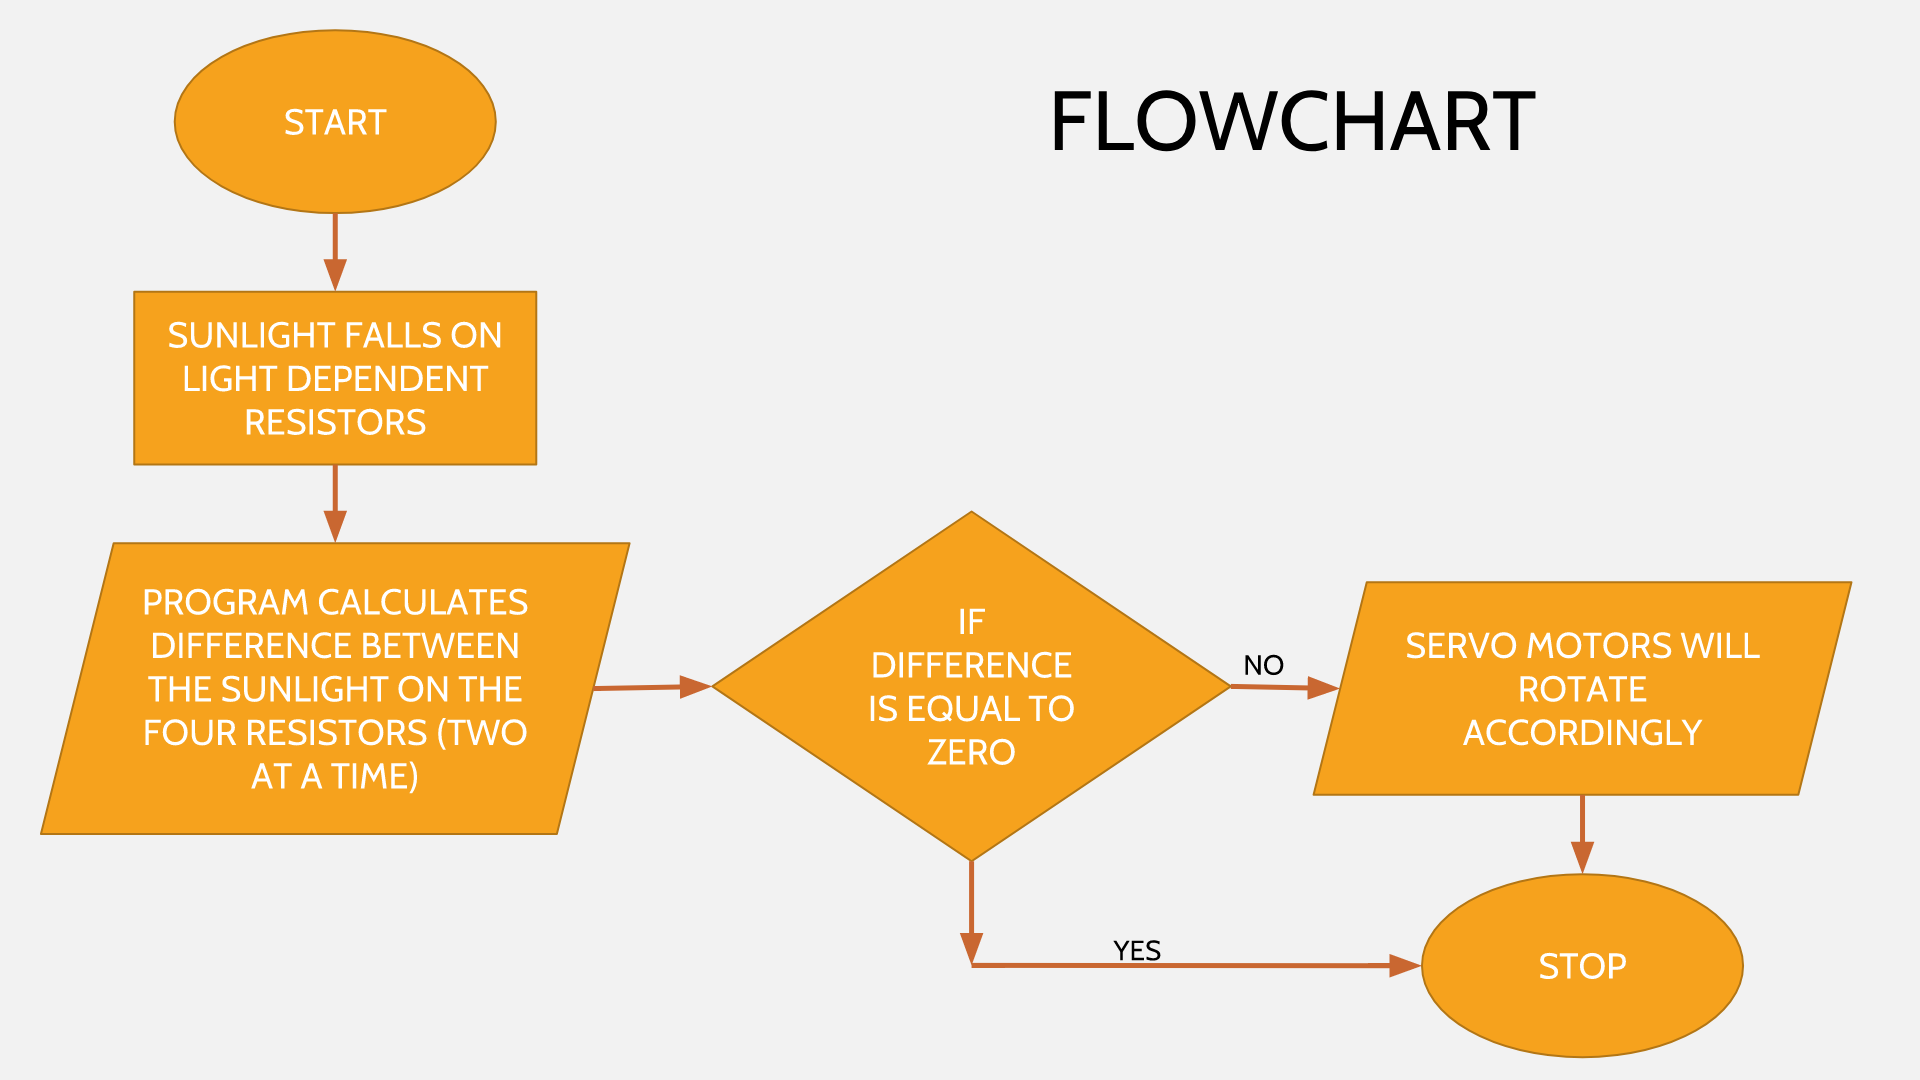 START
FLOWCHART
SUNLIGHT FALLS ON
LIGHT DEPENDENT
RESISTORS
PROGRAM CALCULATES
DIFFERENCE BETWEEN
THE SUNLIGHT ON THE
FOUR RESISTORS (TWO
AT A TIME)
IF
DIFFERENCE
IS EQUAL TO
ZERO
NO
SERVO MOTORS WILL
ROTATE
ACCORDINGLY
YES
STOP